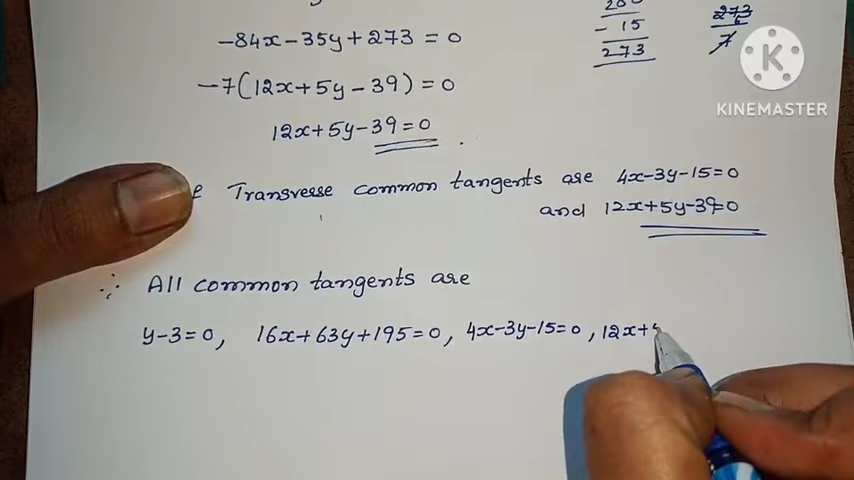 -84x-35y+273=0
-15
273
273
7
-7(12x+5y-39)=0
12x+5y-39=0.
KINEMASTER
Transverse common tangents are 4x-3y-15=0
and 12x+5y-39=0
∴ All common tangents are
y-3=0, 16x+63y+195=0, 4x-3y-15=0, 12x+